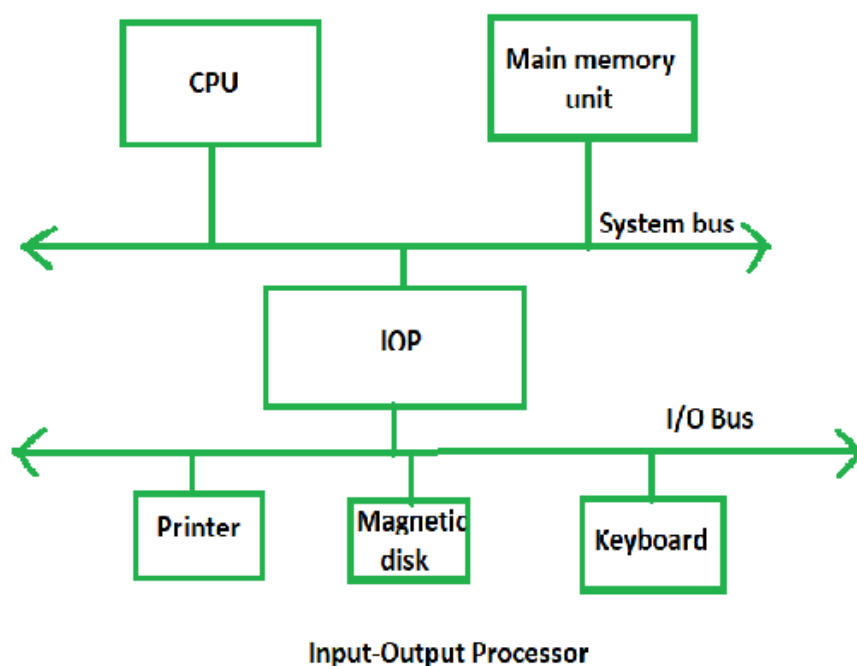 CPU
Main memory
unit
System bus
IOP
I/O Bus
Printer
Magnetic
disk
Keyboard
Input-Output Processor